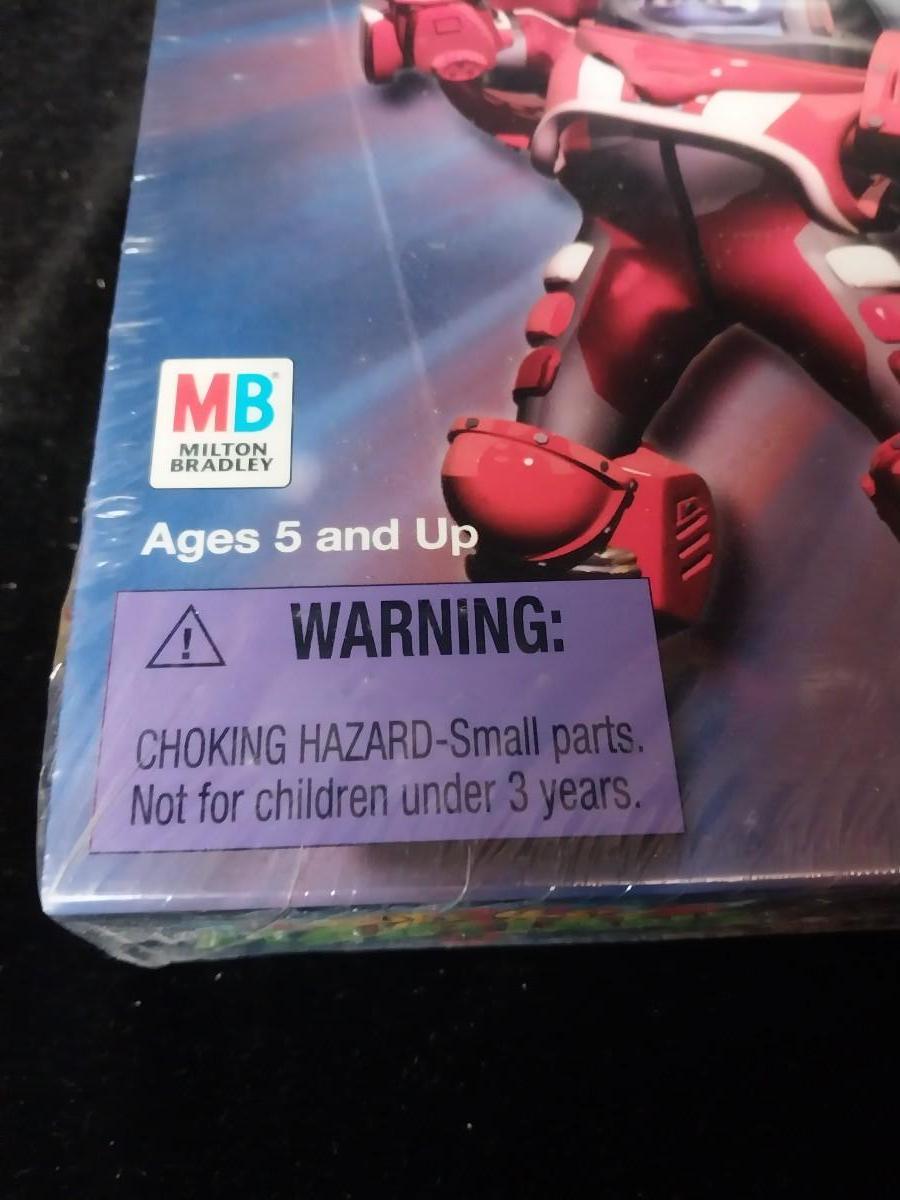 MB®
MILTON
BRADLEY
Ages 5 and Up
WARNING:
CHOKING HAZARD-Small parts.
Not for children under 3 years.